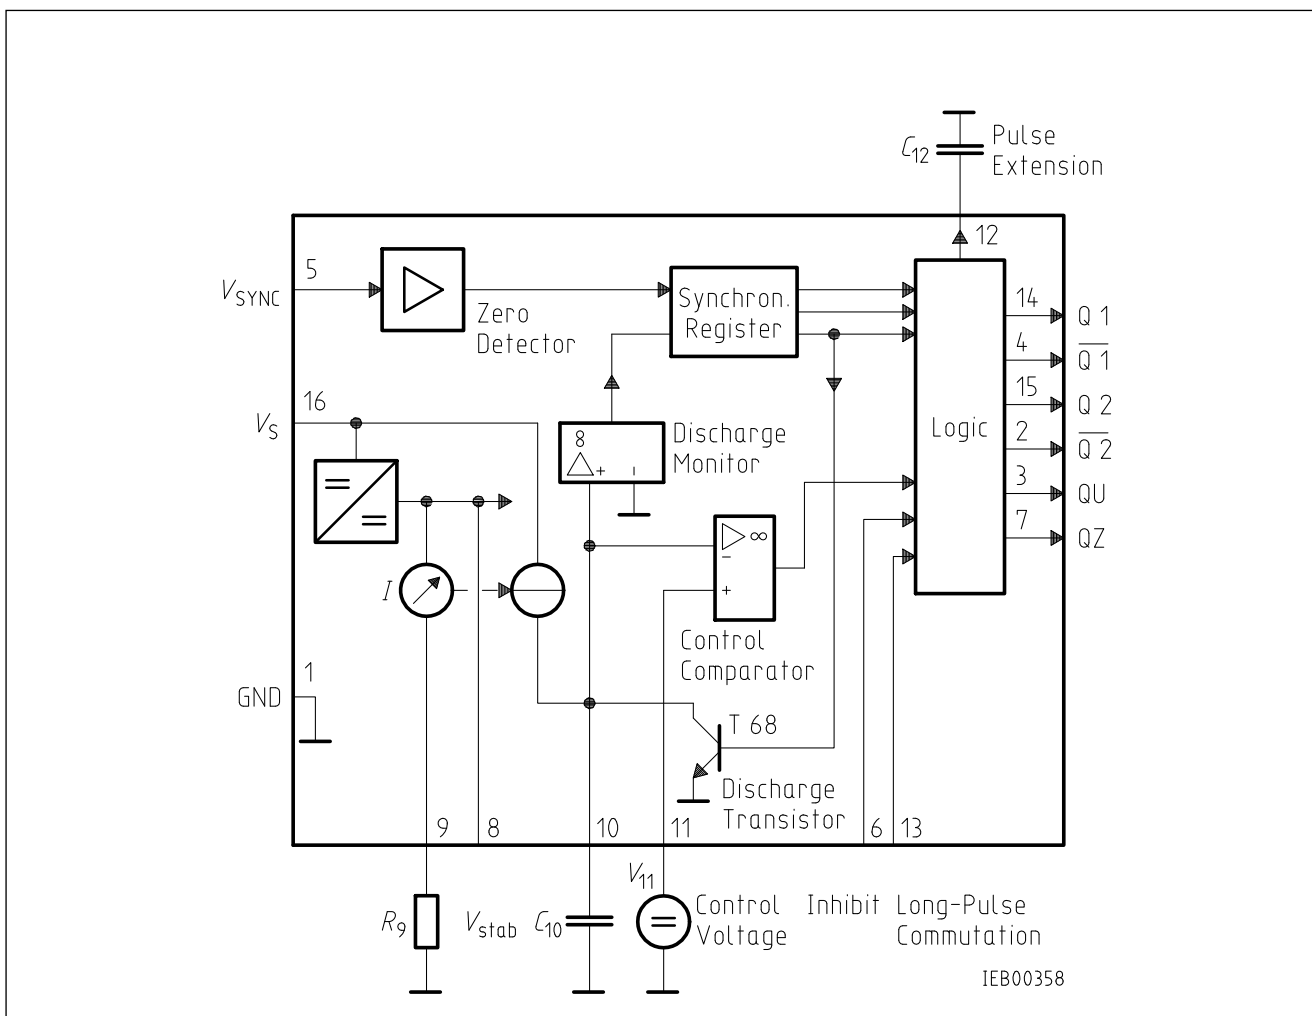 C12
Pulse
Extension
12
5
VSYNC
Zero
Detector
Synchron.
Register
14
Q 1
4
Q̅ 1̅
15
Q 2
2
Q̅ 2̅
3
QU
7
QZ
Logic
16
VS
8
+
-
Discharge
Monitor
=
=
∞
-
+
I
Control
Comparator
1
GND
T 68
Discharge
Transistor
9
8
10
11
6
13
R9
Vstab
C10
V11
=
Control
Voltage
Inhibit
Long-Pulse
Commutation
IEB00358